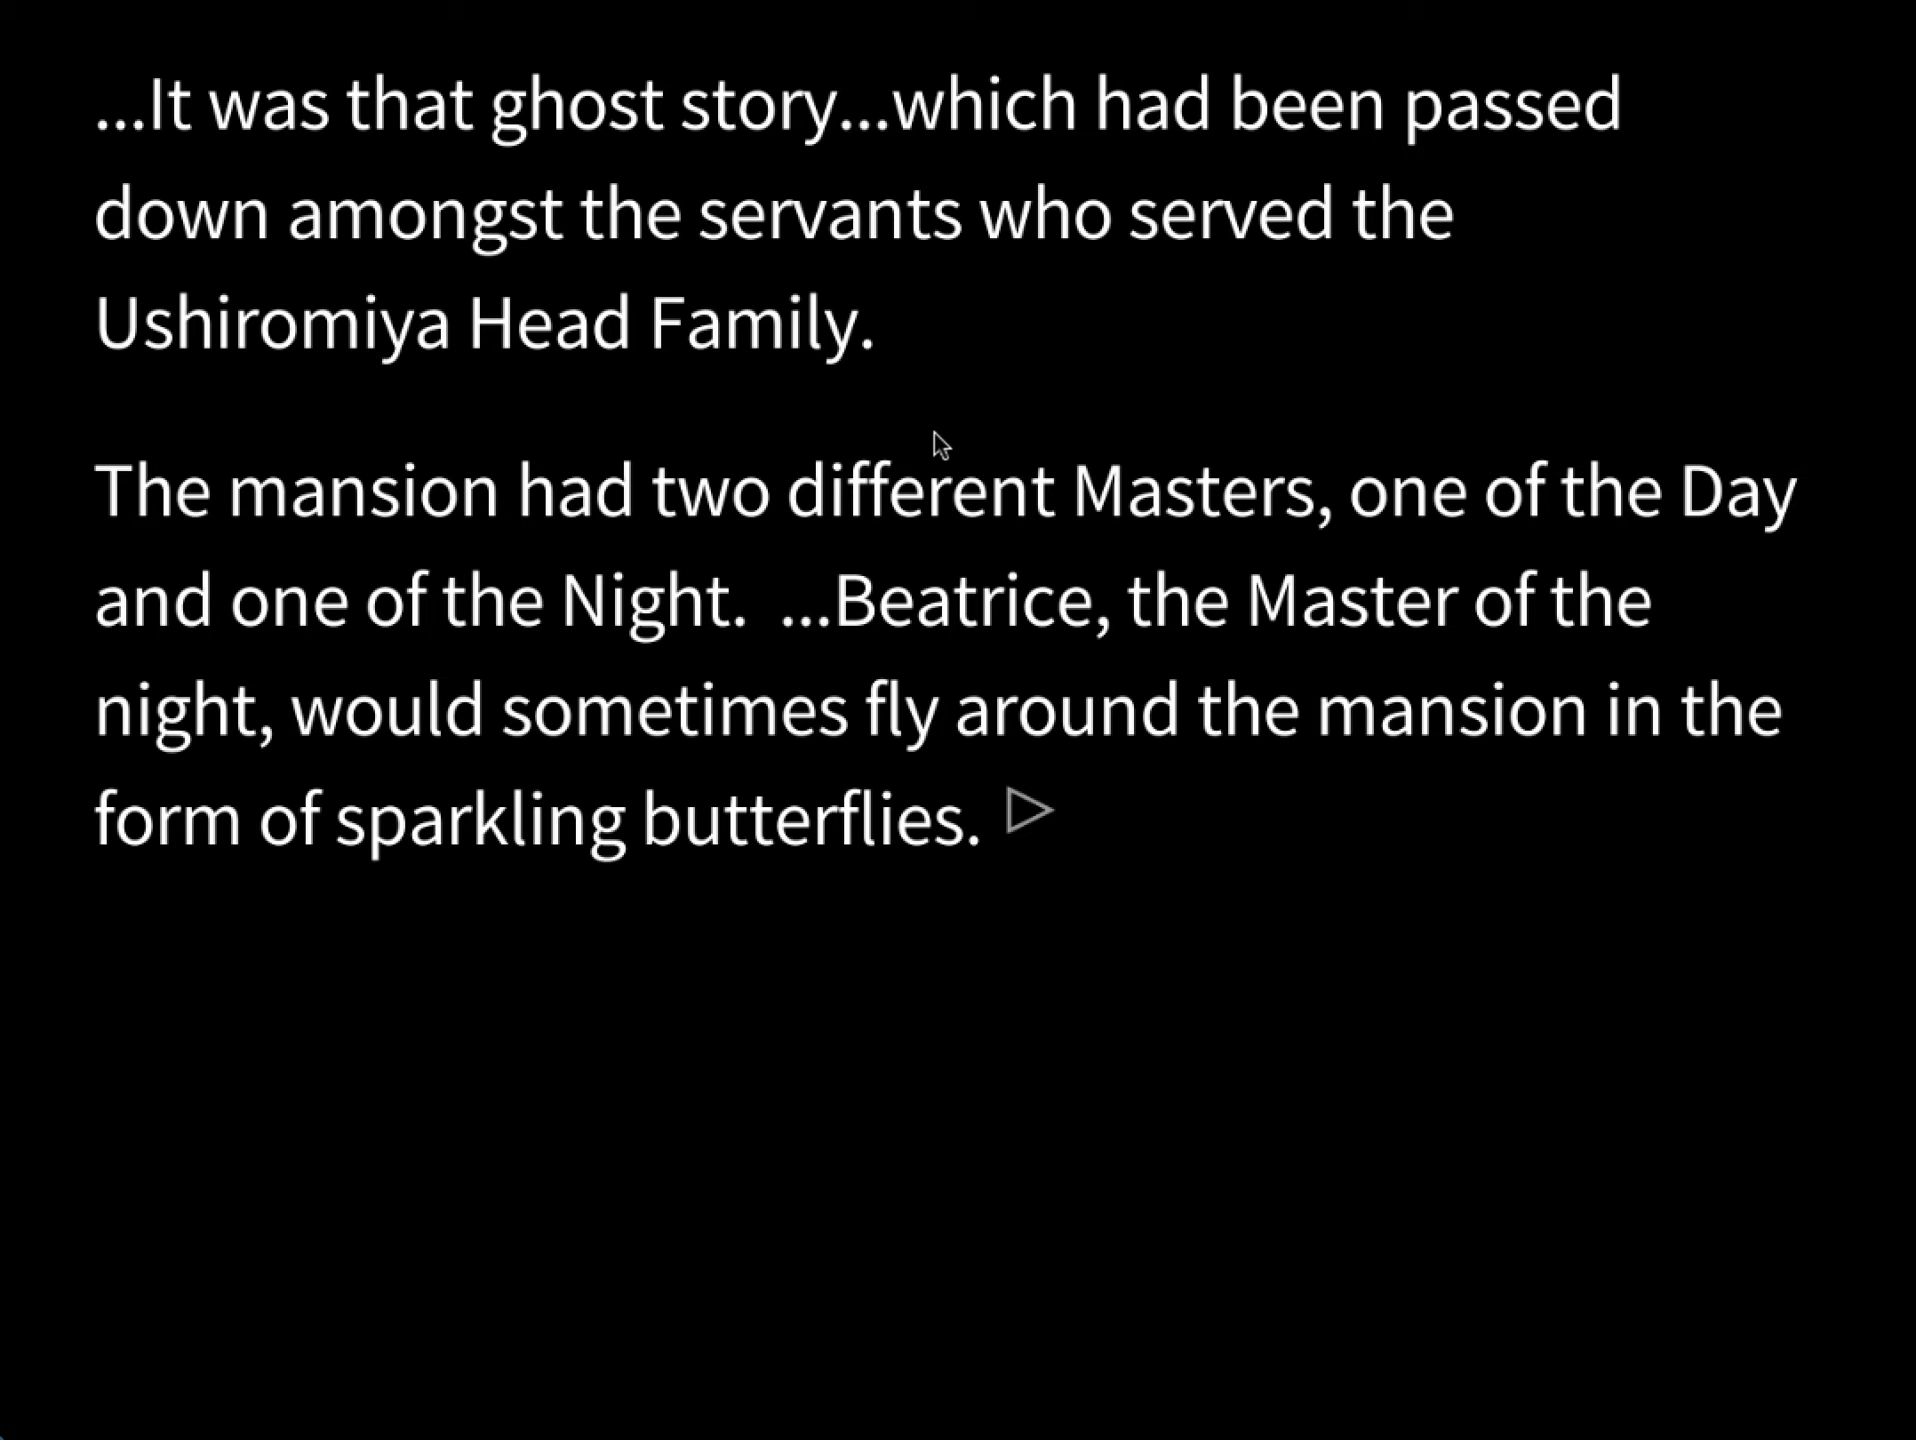 ...It was that ghost story...which had been passed
down amongst the servants who served the
Ushiromiya Head Family.
The mansion had two different Masters, one of the Day
and one of the Night.  ...Beatrice, the Master of the
night, would sometimes fly around the mansion in the
form of sparkling butterflies.